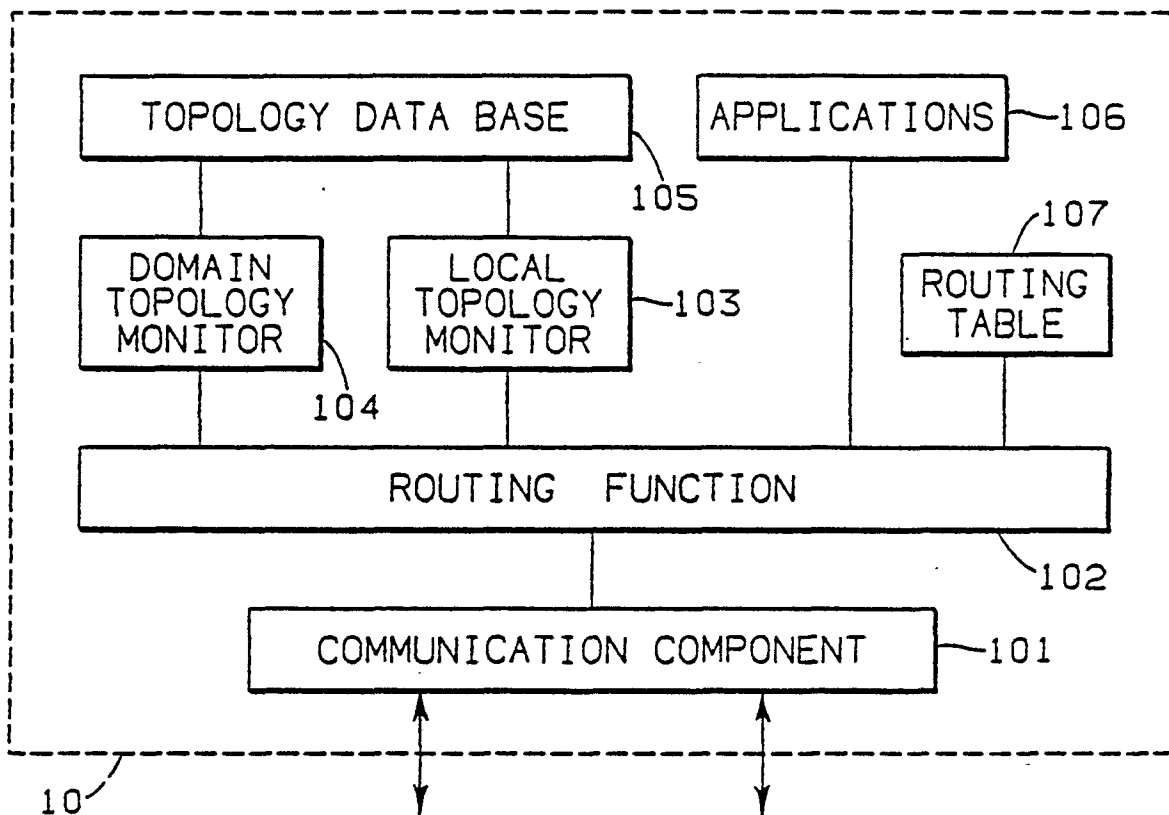 TOPOLOGY DATA BASE
105
APPLICATIONS
106
DOMAIN
TOPOLOGY
MONITOR
104
LOCAL
TOPOLOGY
MONITOR
103
107
ROUTING
TABLE
ROUTING FUNCTION
102
COMMUNICATION COMPONENT
101
10